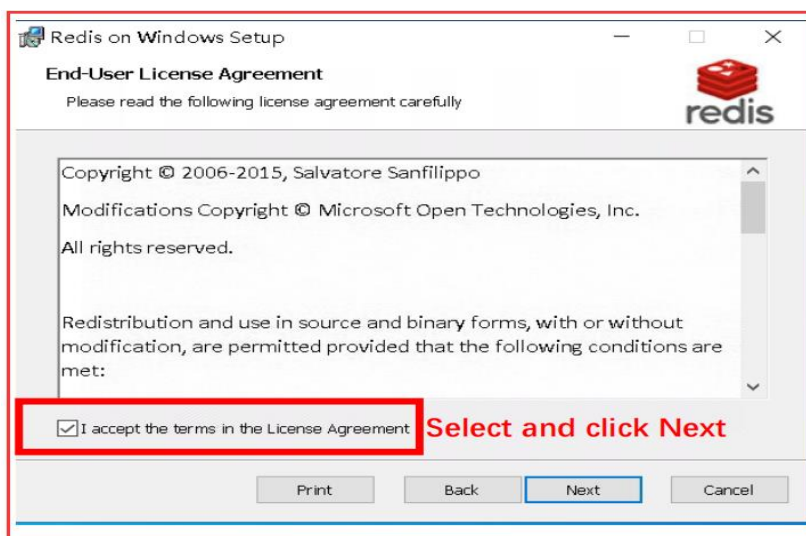 Redis on Windows Setup
End-User License Agreement
Please read the following license agreement carefully
redis
Copyright © 2006-2015, Salvatore Sanfilippo
Modifications Copyright © Microsoft Open Technologies, Inc.
All rights reserved.
Redistribution and use in source and binary forms, with or without
modification, are permitted provided that the following conditions are
met:
I accept the terms in the License Agreement
Select and click Next
Print
Back
Next
Cancel